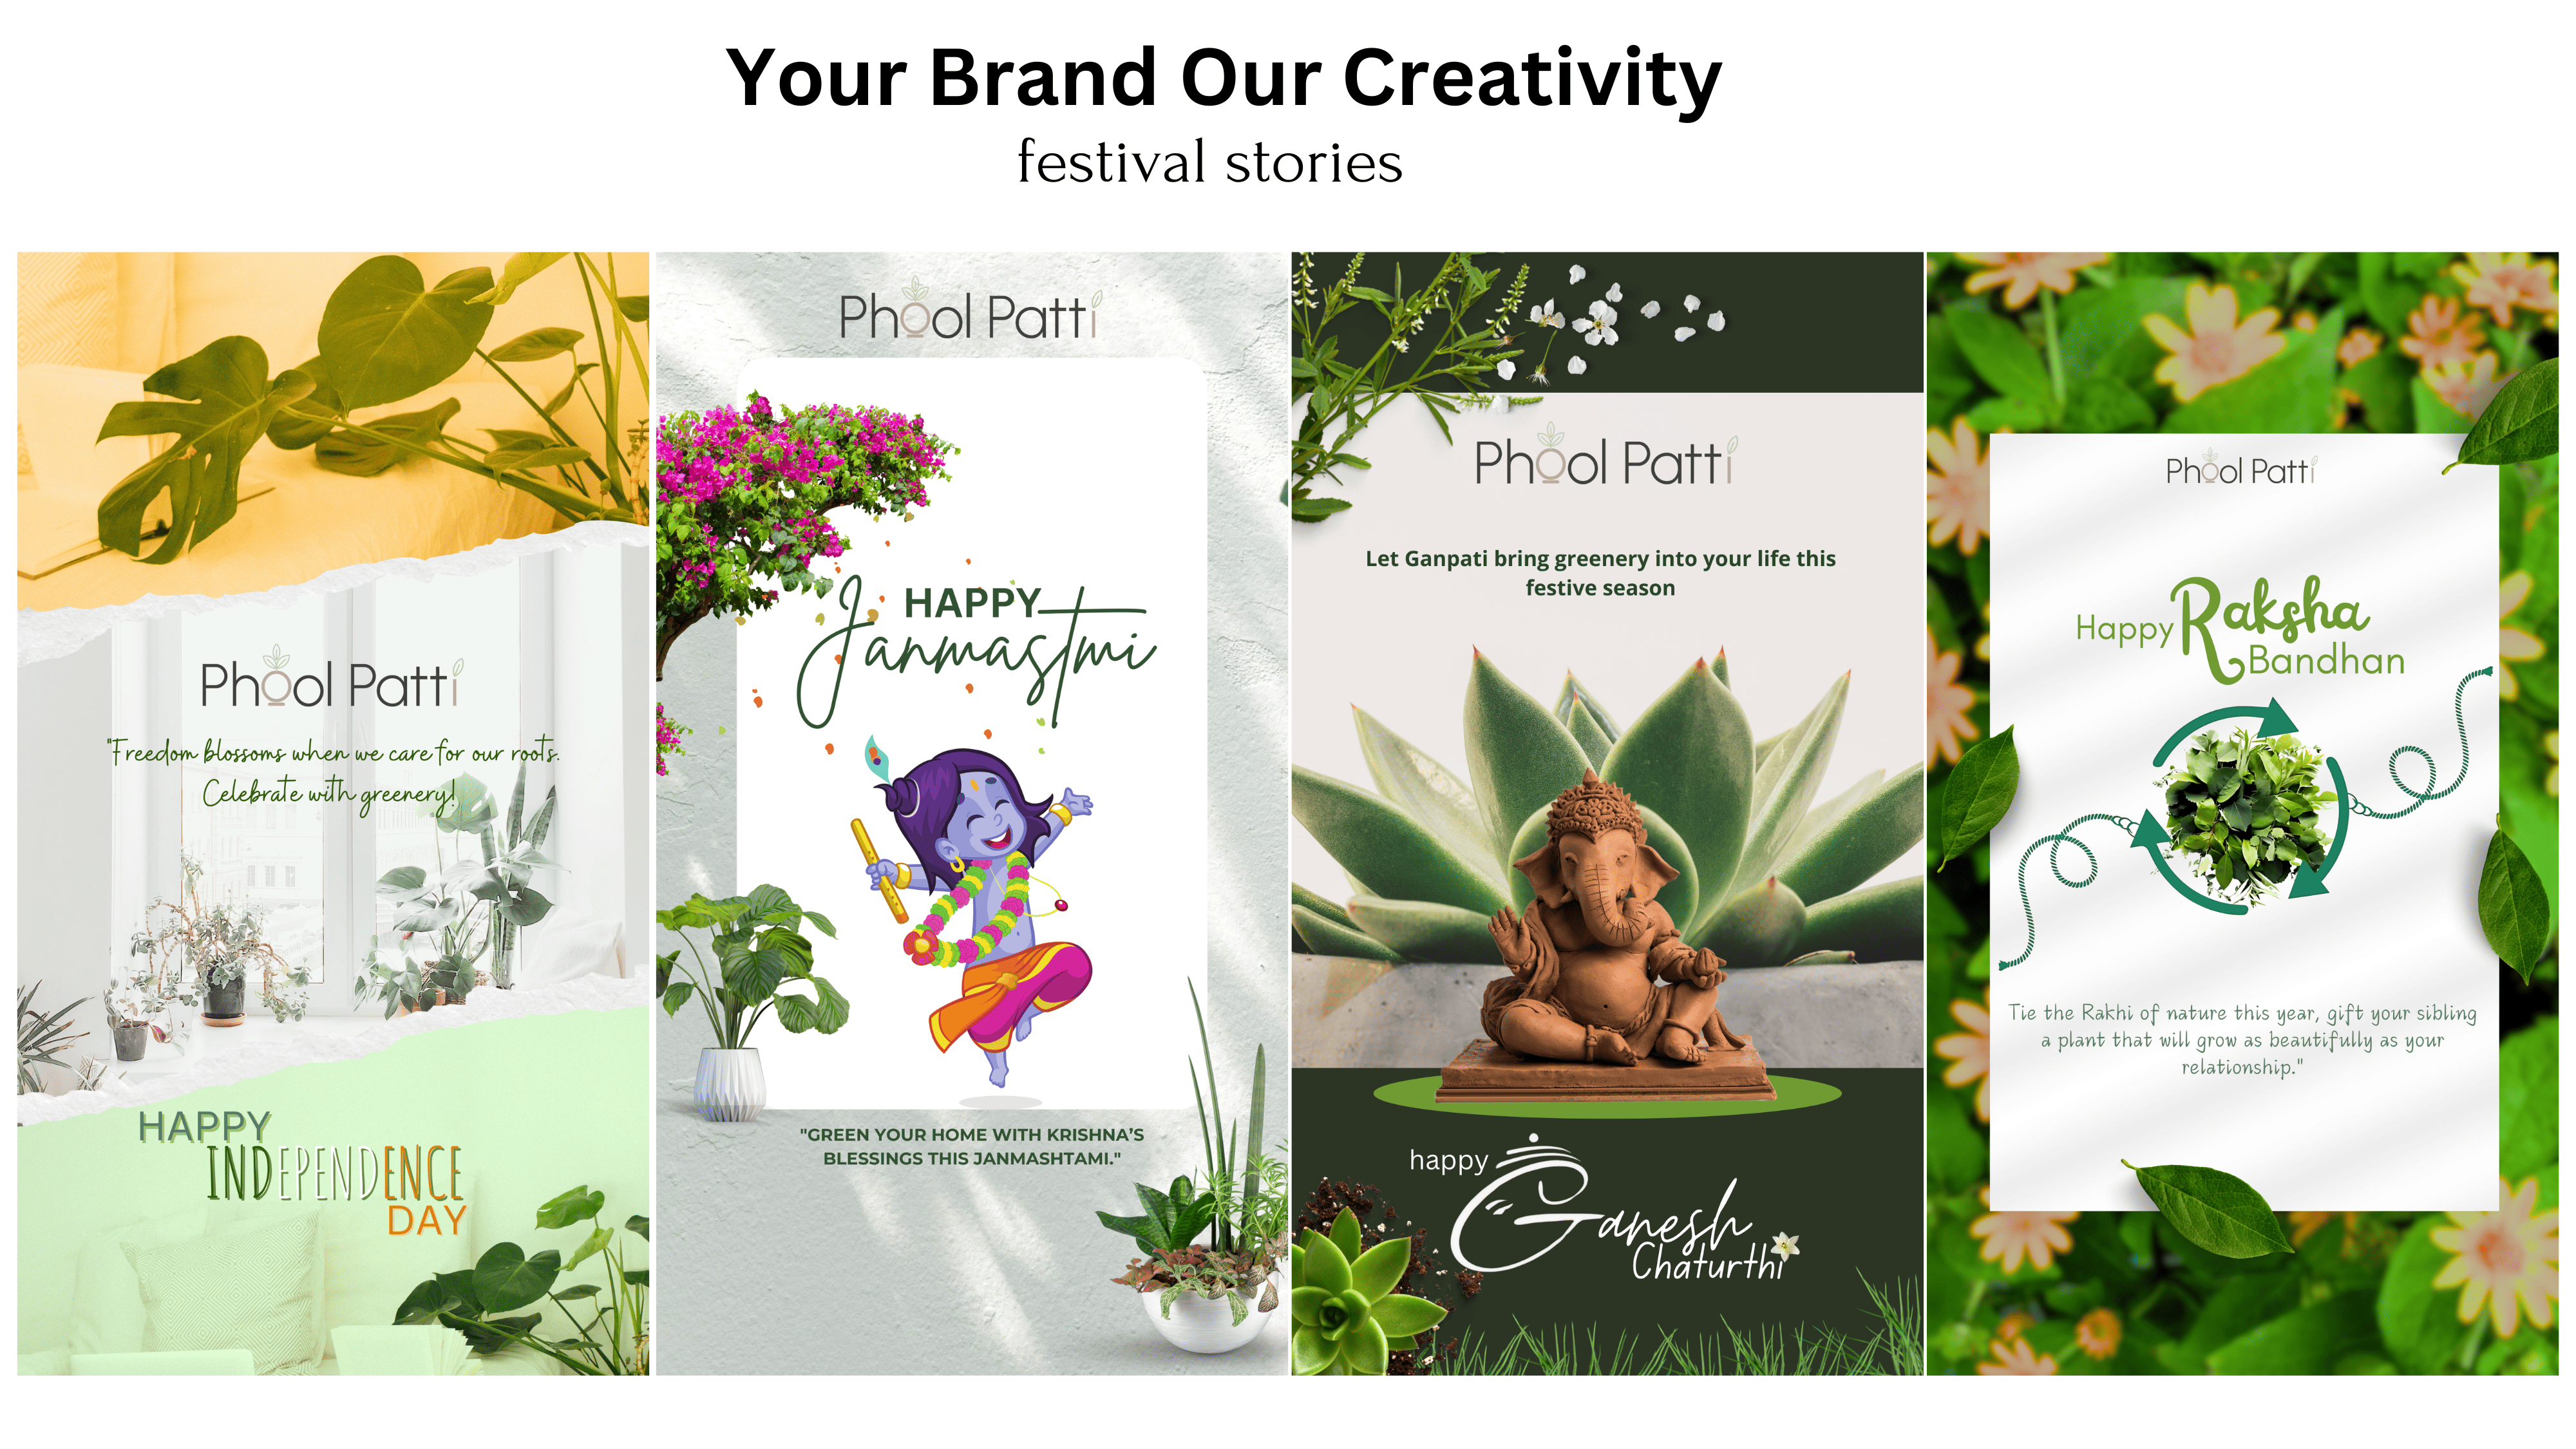 Your Brand Our Creativity
festival stories
Phool Patti
"Freedom blossoms when we care for our roots.
Celebrate with greenery!
HAPPY
INDEPENDENCE
DAY
Phool Patti
HAPPY
Janmastmi
"GREEN YOUR HOME WITH KRISHNA’S
BLESSINGS THIS JANMASHTAMI."
Phool Patti
Let Ganpati bring greenery into your life this
festive season
happy
Ganesh
Chaturthi
Phool Patti
Happy Raksha
Bandhan
Tie the Rakhi of nature this year, gift your sibling
a plant that will grow as beautifully as your
relationship."